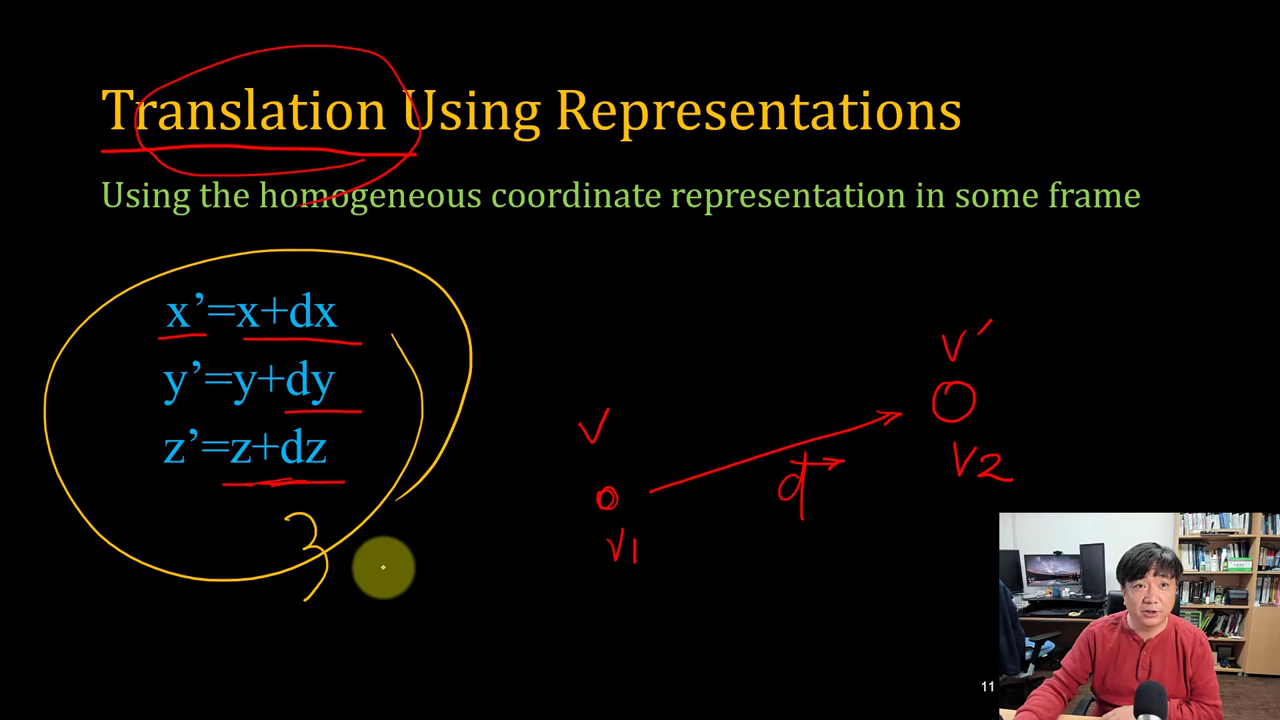 Translation Using Representations
Using the homogeneous coordinate representation in some frame
x’=x+dx
y’=y+dy
z’=z+dz
3
V
V1
d
V'
V2
11